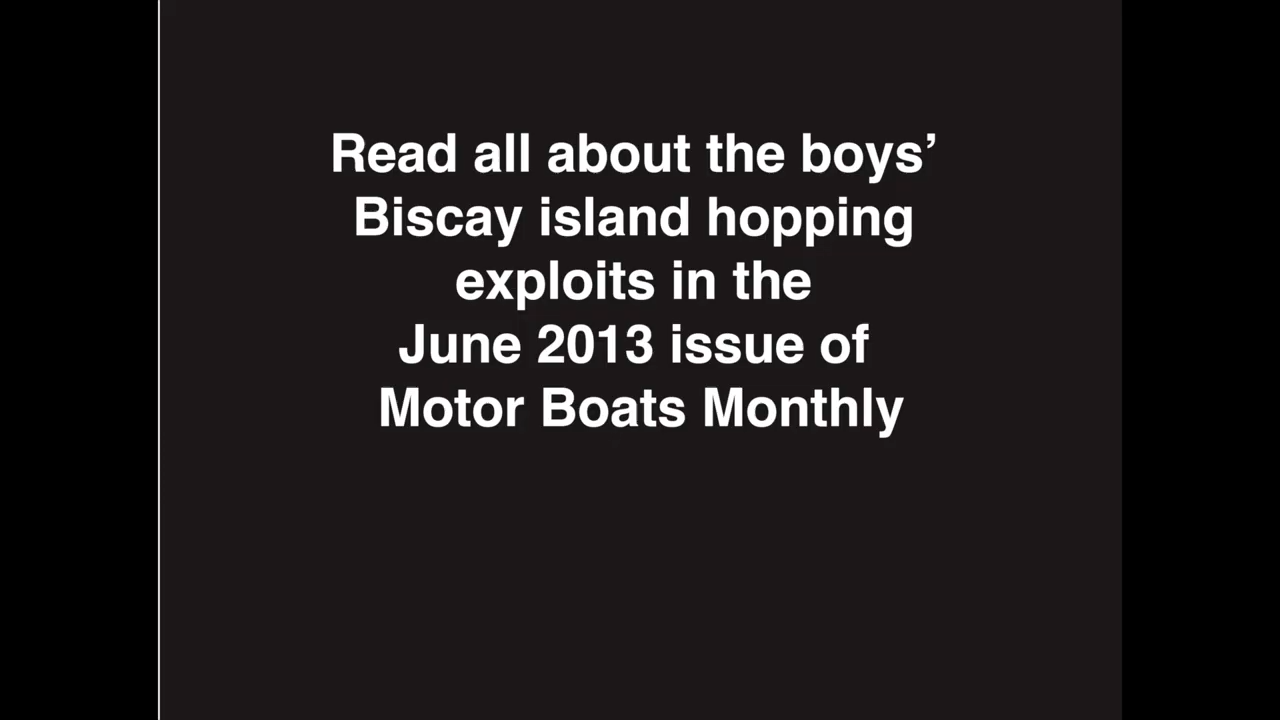 Read all about the boys’
Biscay island hopping
exploits in the
June 2013 issue of
Motor Boats Monthly